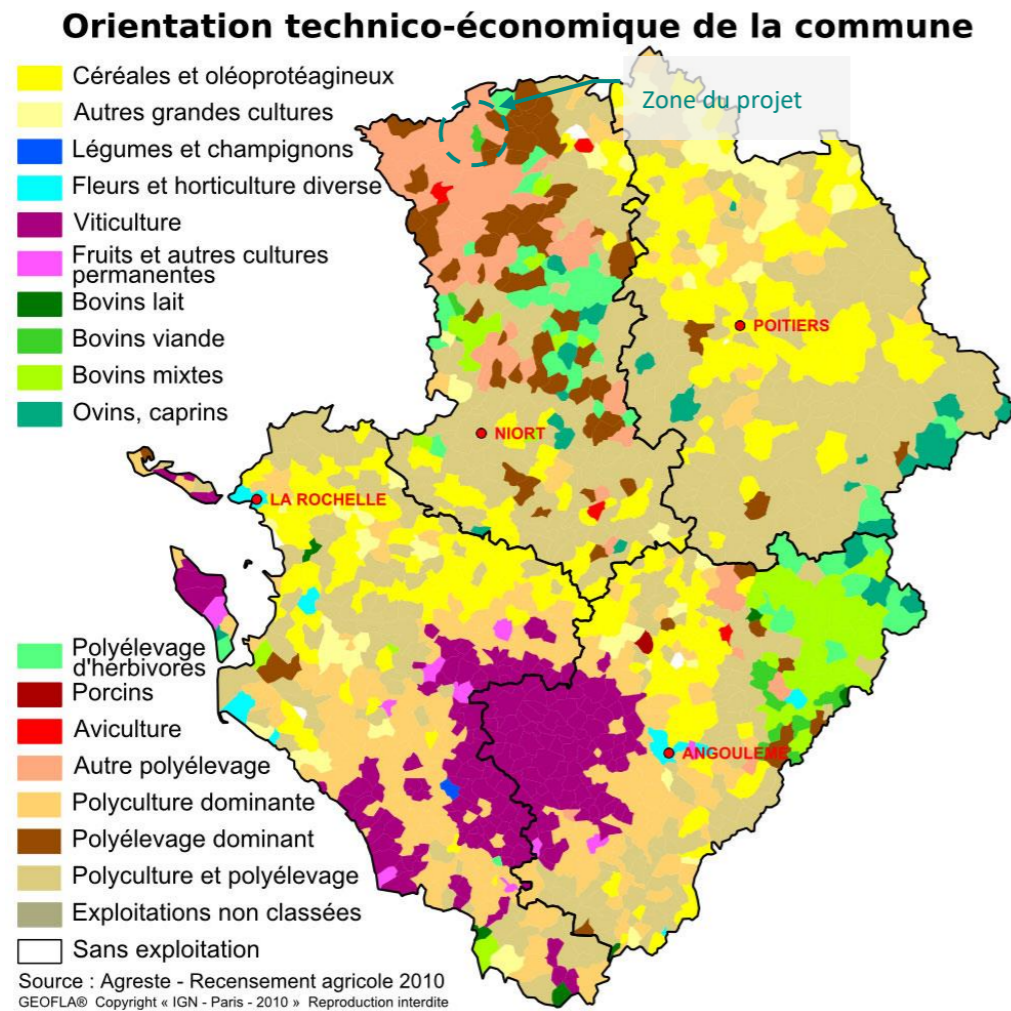 Orientation technico-économique de la commune
Céréales et oléoprotéagineux
Autres grandes cultures
Légumes et champignons
Fleurs et horticulture diverse
Viticulture
Fruits et autres cultures
permanentes
Bovins lait
Bovins viande
Bovins mixtes
Ovins, caprins
Zone du projet
POITIERS
NIORT
LA ROCHELLE
ANGOULEME
Polyélevage
d'herbivores
Porcins
Aviculture
Autre polyélevage
Polyculture dominante
Polyélevage dominant
Polyculture et polyélevage
Exploitations non classées
Sans exploitation
Source : Agreste - Recensement agricole 2010
GEOFLA® Copyright « IGN - Paris - 2010 » Reproduction interdite